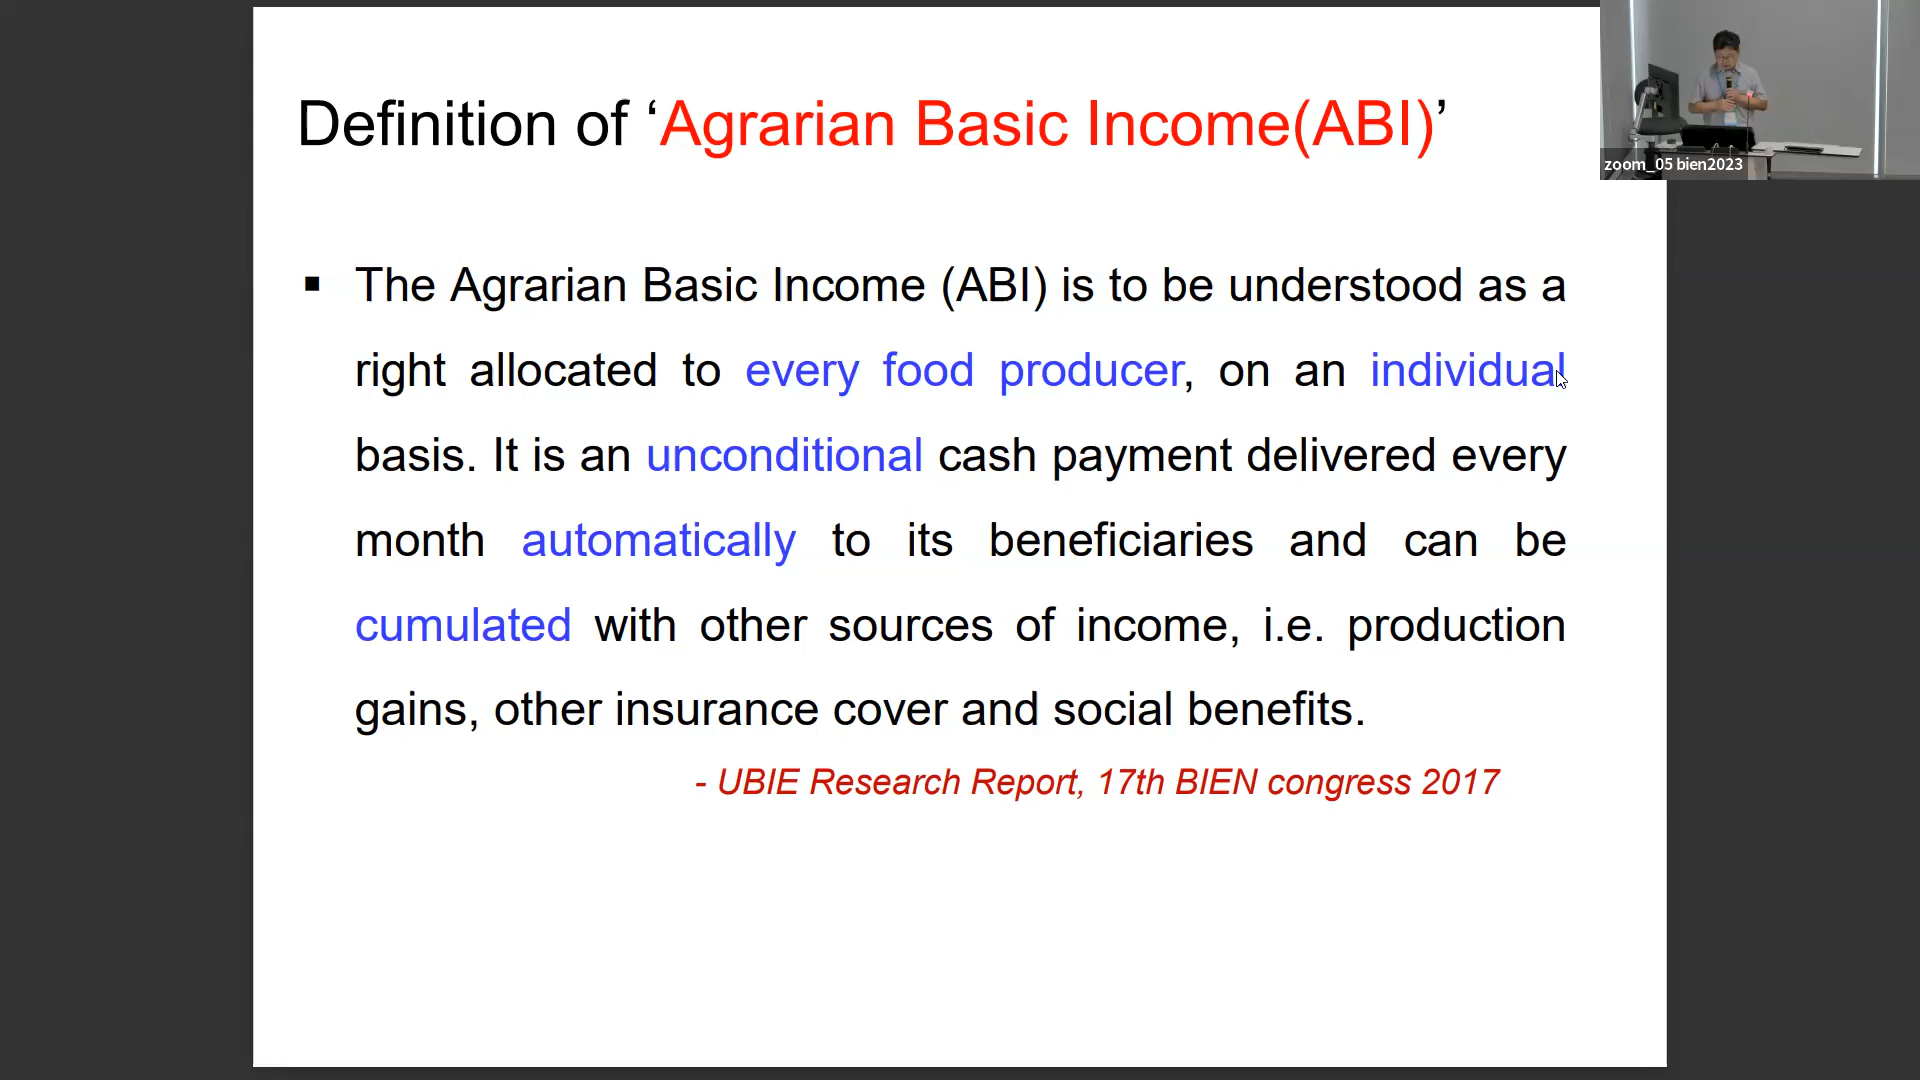 Definition of ‘Agrarian Basic Income(ABI)’
▪ The Agrarian Basic Income (ABI) is to be understood as a
right allocated to every food producer, on an individual
basis. It is an unconditional cash payment delivered every
month automatically to its beneficiaries and can be
cumulated with other sources of income, i.e. production
gains, other insurance cover and social benefits.
- UBIE Research Report, 17th BIEN congress 2017
zoom_05 bien2023